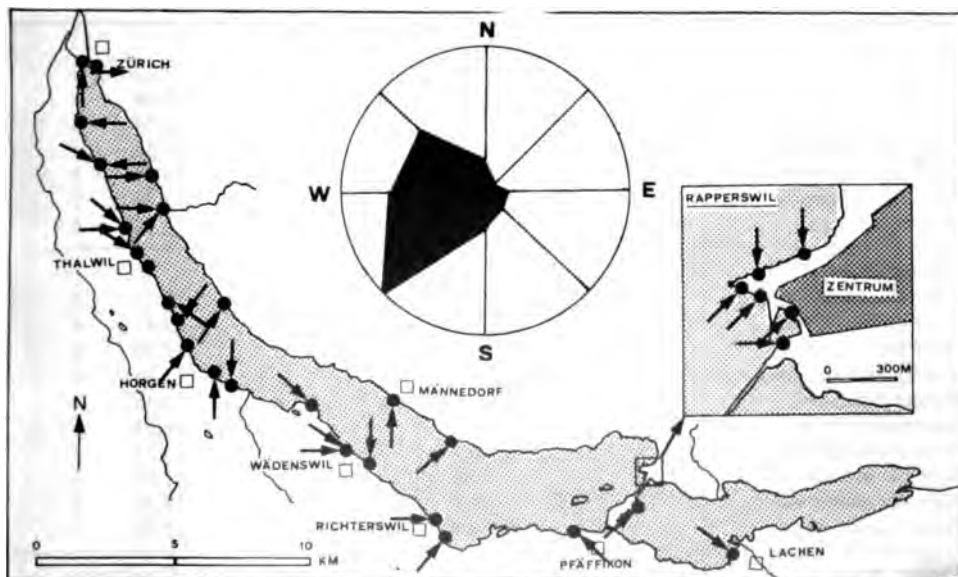 N
W
E
S
ZÜRICH
THALWIL
HORGEN
N
MÄNNEDORF
WÄDENSWIL
RICHTERSWIL
PFÄFFIKON
LACHEN
RAPPERSWIL
ZENTRUM
0 300M
0 5 10
KM